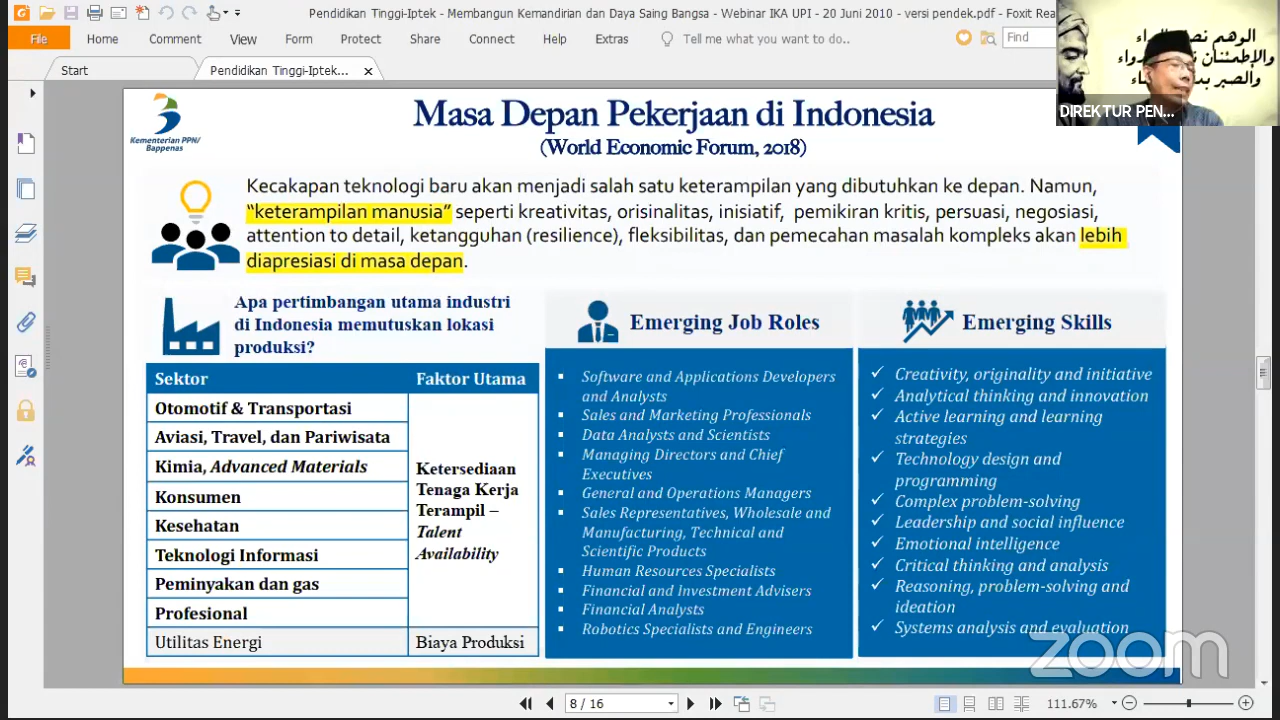 Pendidikan Tinggi-Iptek - Membangun Kemandirian dan Daya Saing Bangsa - Webinar IKA UPI - 20 Juni 2010 - versi pendek.pdf - Foxit Rea
File Home Comment View Form Protect Share Connect Help Extras Tell me what you want to do.. Find
Start
Pendidikan Tinggi-Iptek...
DIREKTUR PEN...
Kementerian PPN/
Bappenas
Masa Depan Pekerjaan di Indonesia
(World Economic Forum, 2018)
Kecakapan teknologi baru akan menjadi salah satu keterampilan yang dibutuhkan ke depan. Namun,
“keterampilan manusia” seperti kreativitas, orisinalitas, inisiatif, pemikiran kritis, persuasi, negosiasi,
attention to detail, ketangguhan (resilience), fleksibilitas, dan pemecahan masalah kompleks akan lebih
diapresiasi di masa depan.
Apa pertimbangan utama industri
di Indonesia memutuskan lokasi
produksi?
Sektor
Faktor Utama
Otomotif & Transportasi
Aviasi, Travel, dan Pariwisata
Kimia, Advanced Materials
Konsumen
Kesehatan
Teknologi Informasi
Peminyakan dan gas
Profesional
Ketersediaan
Tenaga Kerja
Terampil –
Talent
Availability
Utilitas Energi
Biaya Produksi
Emerging Job Roles
Software and Applications Developers
and Analysts
Sales and Marketing Professionals
Data Analysts and Scientists
Managing Directors and Chief
Executives
General and Operations Managers
Sales Representatives, Wholesale and
Manufacturing, Technical and
Scientific Products
Human Resources Specialists
Financial and Investment Advisers
Financial Analysts
Robotics Specialists and Engineers
Emerging Skills
Creativity, originality and initiative
Analytical thinking and innovation
Active learning and learning
strategies
Technology design and
programming
Complex problem-solving
Leadership and social influence
Emotional intelligence
Critical thinking and analysis
Reasoning, problem-solving and
ideation
Systems analysis and evaluation
zoom
8 / 16
111.67%